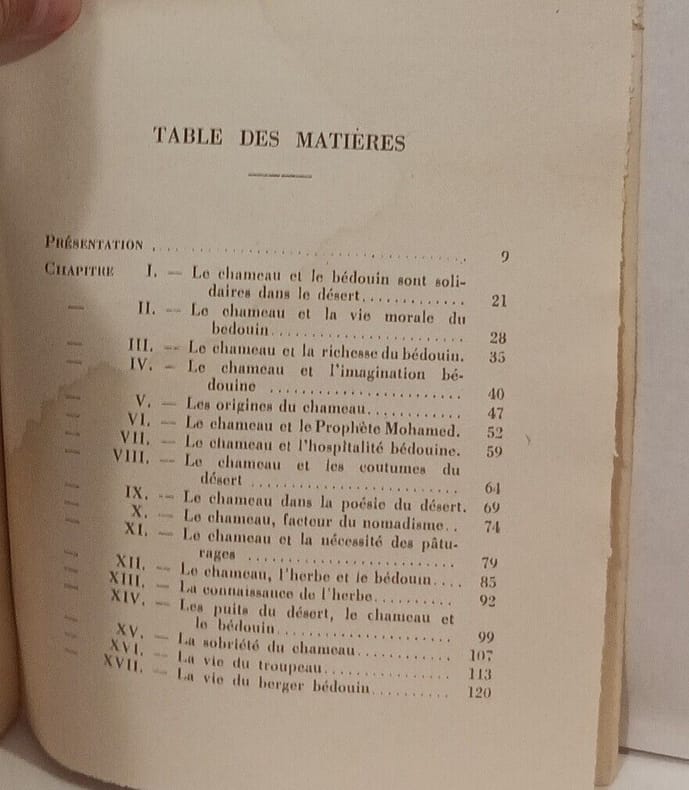 TABLE DES MATIÈRES
PRÉSENTATION . . . . . . . . . . . . . . . . . . . . . . . . . . . . 9
CHAPITRE I. — Le chameau et le bédouin sont soli-
daires dans le désert. . . . . . . . . . . . . 21
— II. — Le chameau et la vie morale du
bedouin. . . . . . . . . . . . . . . . . . . . . . . 28
— III. — Le chameau et la richesse du bédouin. 35
— IV. — Le chameau et l'imagination bé-
douine . . . . . . . . . . . . . . . . . . . . . . . 40
— V. — Les origines du chameau. . . . . . . . . . . . 47
— VI. — Le chameau et le Prophète Mohamed. 52
— VII. — Le chameau et l'hospitalité bédouine. 59
— VIII. — Le chameau et les coutumes du
désert . . . . . . . . . . . . . . . . . . . . . . . . . 64
— IX. — Le chameau dans la poésie du désert. 69
— X. — Le chameau, facteur du nomadisme. . 74
— XI. — Le chameau et la nécessité des pâtu-
rages . . . . . . . . . . . . . . . . . . . . . . . . . 79
— XII. — Le chameau, l'herbe et le bédouin. . . . 85
— XIII. — La connaissance de l'herbe. . . . . . . . . . 92
— XIV. — Les puits du désert, le chameau et
le bédouin. . . . . . . . . . . . . . . . . . . . . 99
— XV. — La sobriété du chameau. . . . . . . . . . . . 107
— XVI. — La vie du troupeau. . . . . . . . . . . . . . . . 113
— XVII. — La vie du berger bédouin. . . . . . . . . . 120